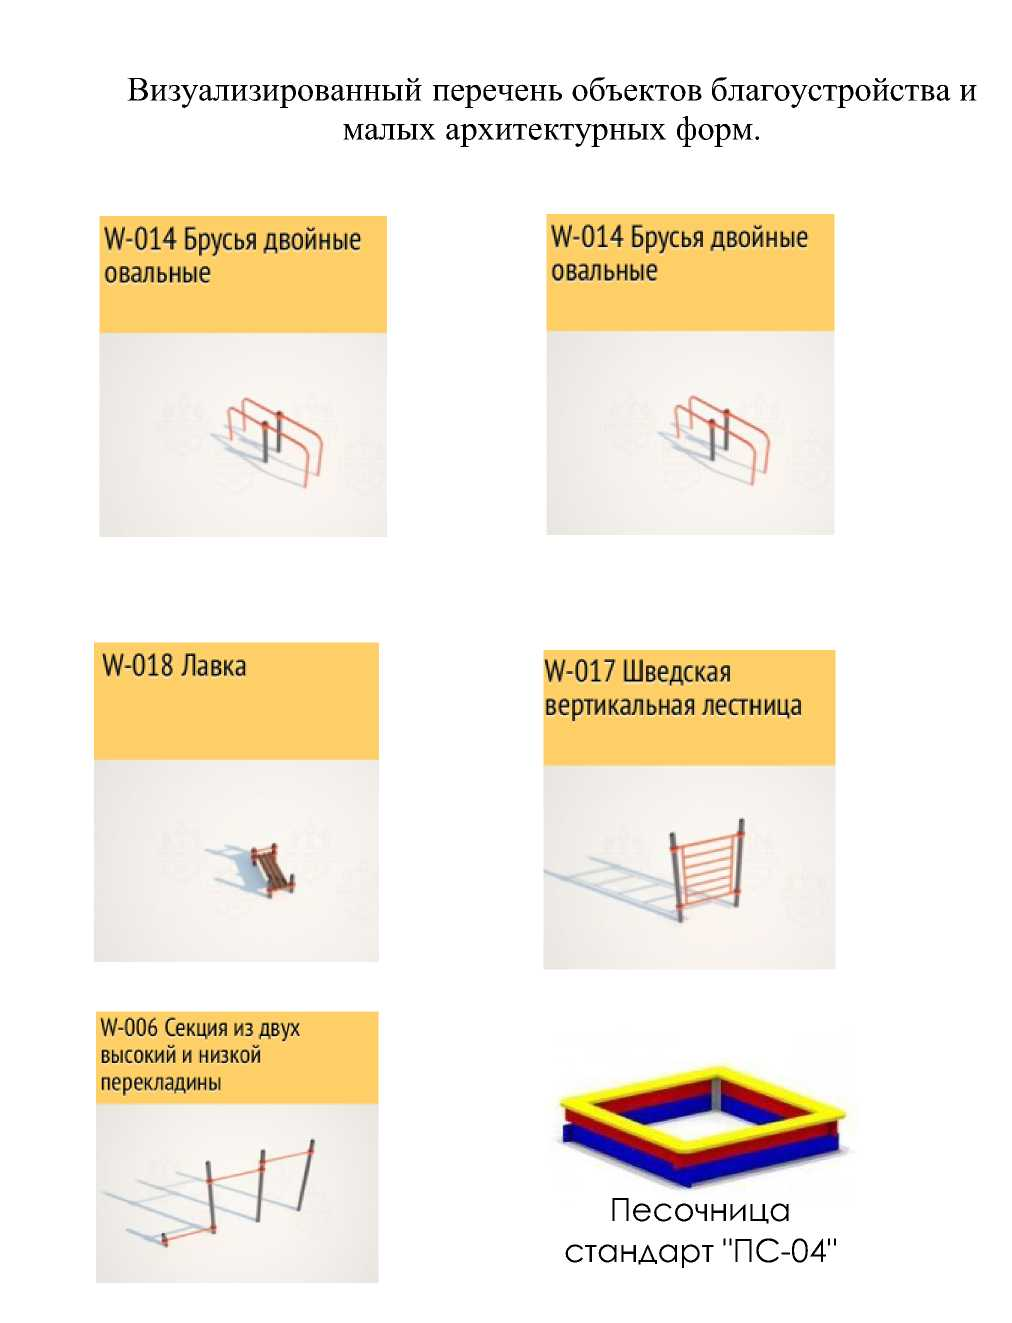 Визуализированный перечень объектов благоустройства и
малых архитектурных форм.
W-014 Брусья двойные
овальные
W-014 Брусья двойные
овальные
W-018 Лавка
W-017 Шведская
вертикальная лестница
W-006 Секция из двух
высокий и низкой
перекладины
Песочница
стандарт "ПС-04"